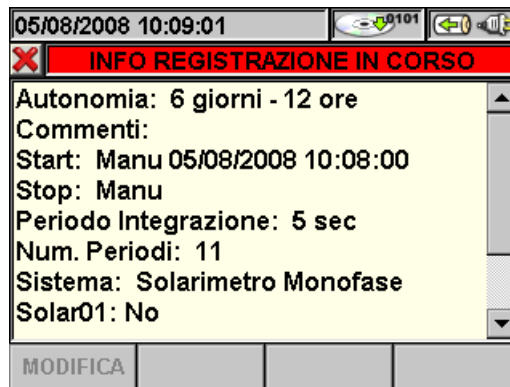 05/08/2008 10:09:01
0101
INFO REGISTRAZIONE IN CORSO
Autonomia: 6 giorni - 12 ore
Commenti:
Start: Manu 05/08/2008 10:08:00
Stop: Manu
Periodo Integrazione: 5 sec
Num. Periodi: 11
Sistema: Solarimetro Monofase
Solar01: No
MODIFICA